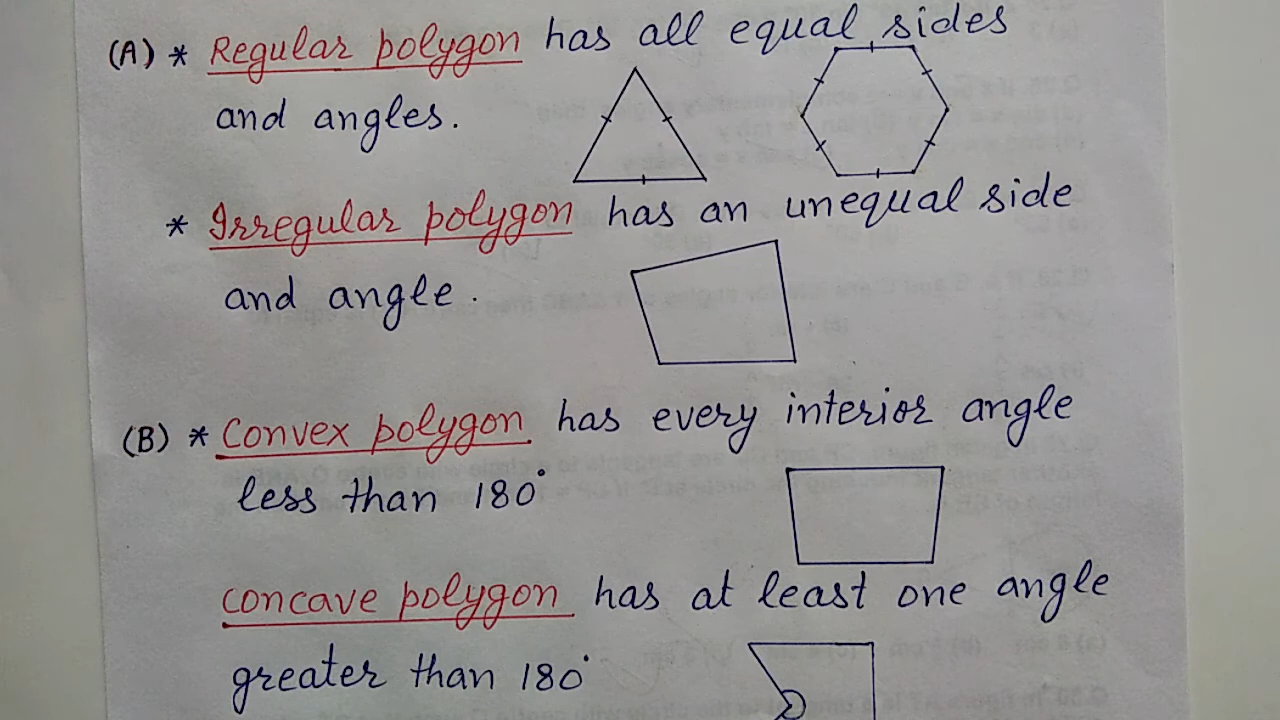 (A) * Regular polygon has all equal sides
and angles.
* Irregular polygon has an unequal side
and angle.
(B) * Convex polygon has every interior angle
less than 180°
concave polygon has at least one angle
greater than 180°